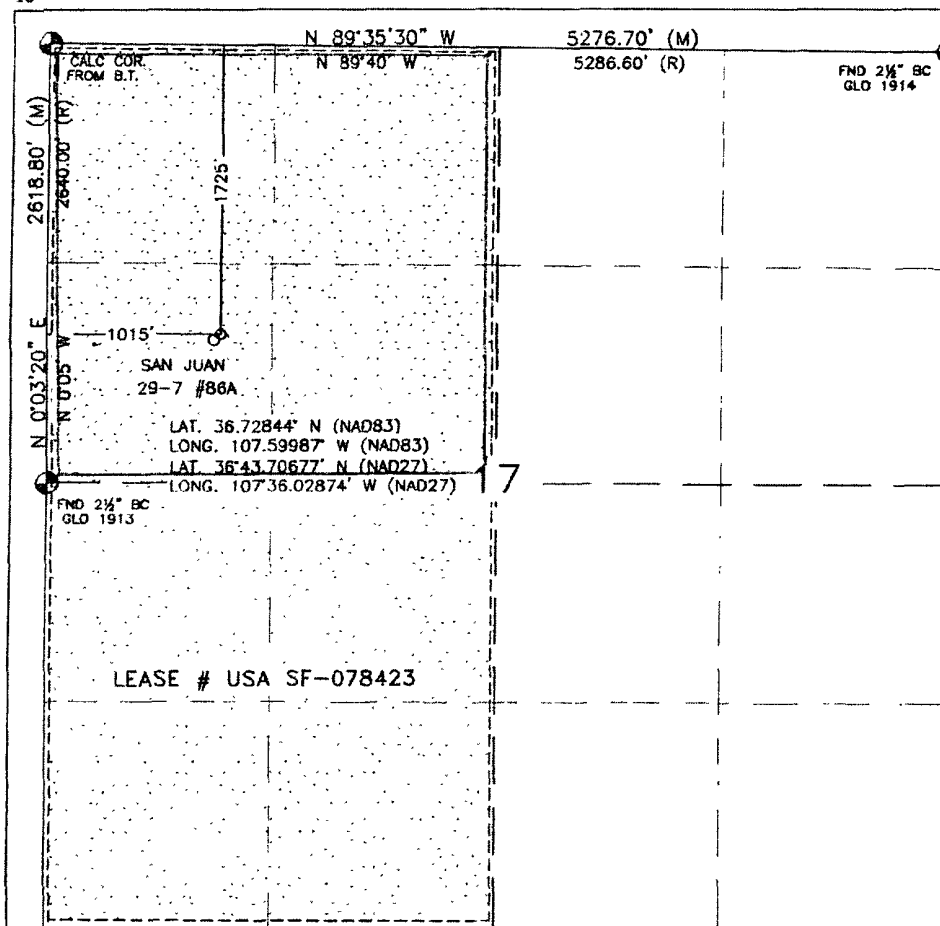 N 89°35'30" W 5276.70' (M)
N 89°40' W 5286.60' (R)
CALC COR.
FROM B.T.
FND 2½" BC
GLO 1914
2618.80' (M)
2640.00' (R)
1725'
N 0°03'20" E
N 0°05' W
1015'
SAN JUAN
29-7 #86A
LAT. 36.72844° N (NAD83)
LONG. 107.59987° W (NAD83)
LAT. 36°43.70677' N (NAD27)
LONG. 107°36.02874' W (NAD27)
17
FND 2½" BC
GLO 1913
LEASE # USA SF-078423